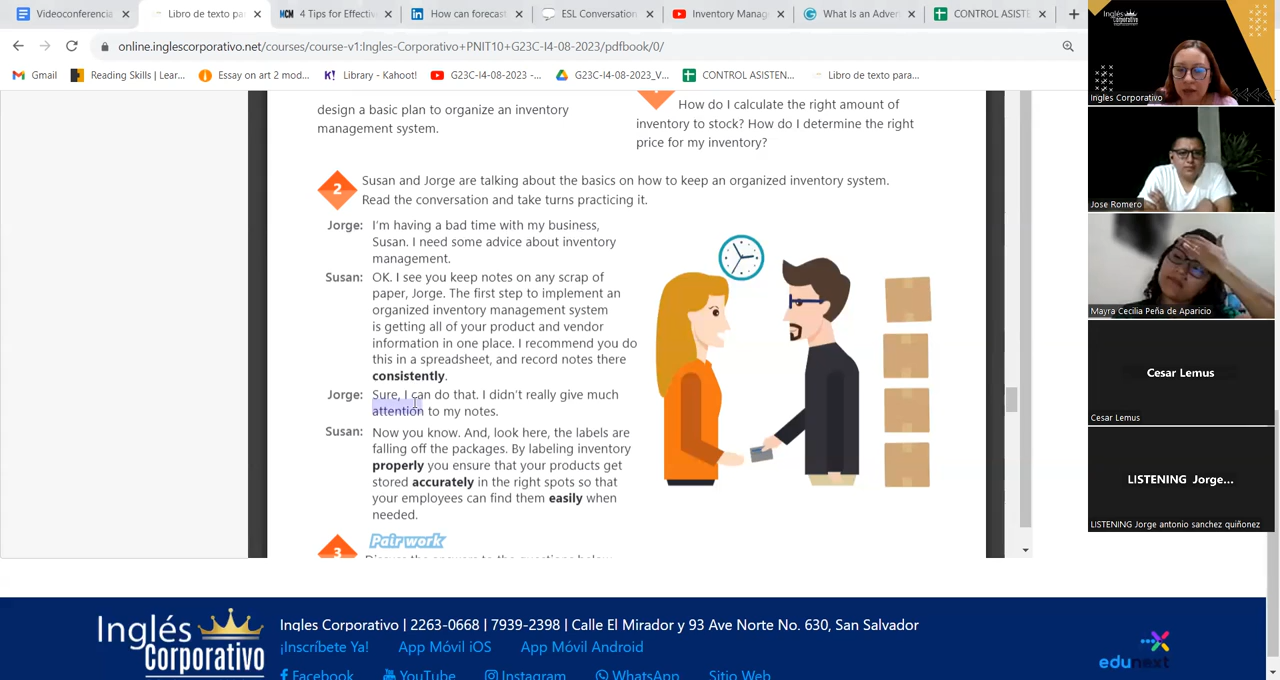 Videoconferencia
Libro de texto pa
4 Tips for Effectiv
How can forecast
ESL Conversation
Inventory Manag
What Is an Adver
CONTROL ASISTE
online.inglescorporativo.net/courses/course-v1:Ingles-Corporativo+PNIT10+G23C-I4-08-2023/pdfbook/0/
Gmail
Reading Skills | Lear...
Essay on art 2 mod...
Library - Kahoot!
G23C-I4-08-2023 -...
G23C-I4-08-2023_V...
CONTROL ASISTEN...
Libro de texto para...
design a basic plan to organize an inventory
management system.
How do I calculate the right amount of
inventory to stock? How do I determine the right
price for my inventory?
2
Susan and Jorge are talking about the basics on how to keep an organized inventory system.
Read the conversation and take turns practicing it.
Jorge: I'm having a bad time with my business,
Susan. I need some advice about inventory
management.
Susan: OK. I see you keep notes on any scrap of
paper, Jorge. The first step to implement an
organized inventory management system
is getting all of your product and vendor
information in one place. I recommend you do
this in a spreadsheet, and record notes there
consistently.
Jorge: Sure, I can do that. I didn't really give much
attention to my notes.
Susan: Now you know. And, look here, the labels are
falling off the packages. By labeling inventory
properly you ensure that your products get
stored accurately in the right spots so that
your employees can find them easily when
needed.
3
Pair work
Inglés
Corporativo
Ingles Corporativo | 2263-0668 | 7939-2398 | Calle El Mirador y 93 Ave Norte No. 630, San Salvador
¡Inscríbete Ya!
App Móvil iOS
App Móvil Android
Facebook
YouTube
Instagram
WhatsApp
Sitio Web
edunext
Inglés
Corporativo
Ingles Corporativo
Jose Romero
Mayra Cecilia Peña de Aparicio
Cesar Lemus
Cesar Lemus
LISTENING Jorge...
LISTENING Jorge antonio sanchez quiñonez